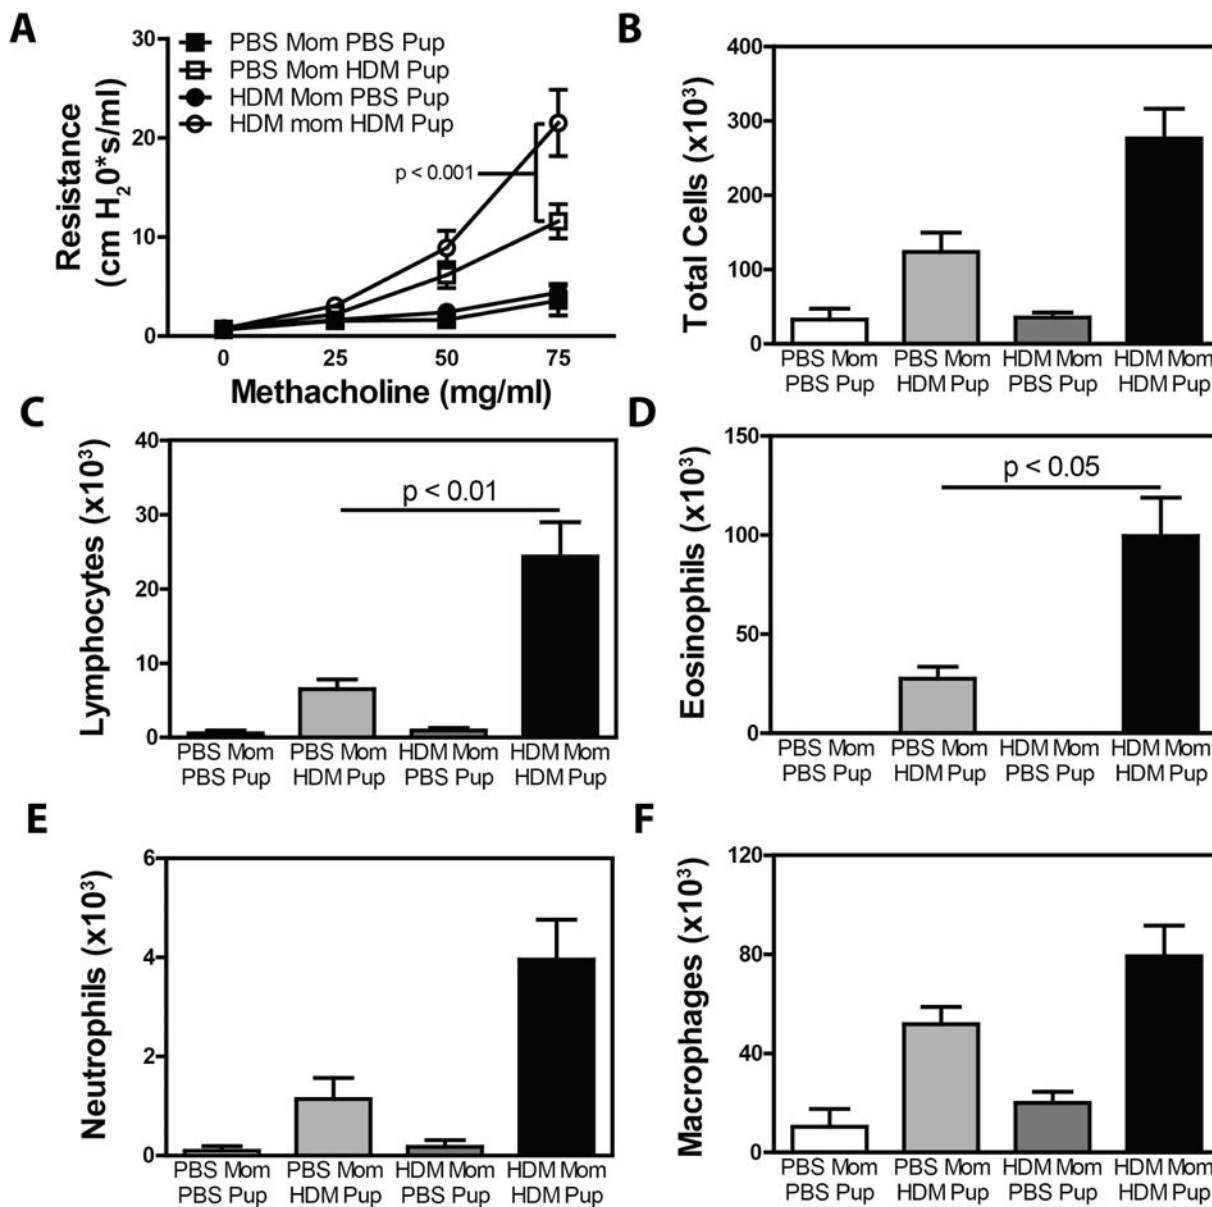 A
30
20
10
0
Resistance
(cm H₂0*s/ml)
PBS Mom PBS Pup
PBS Mom HDM Pup
HDM Mom PBS Pup
HDM mom HDM Pup
p < 0.001
0 25 50 75
Methacholine (mg/ml)
B
400
300
200
100
0
Total Cells (x10³)
PBS Mom PBS Mom HDM Mom HDM Mom
PBS Pup HDM Pup PBS Pup HDM Pup
C
40
30
20
10
0
Lymphocytes (x10³)
p < 0.01
PBS Mom PBS Mom HDM Mom HDM Mom
PBS Pup HDM Pup PBS Pup HDM Pup
D
150
100
50
0
Eosinophils (x10³)
p < 0.05
PBS Mom PBS Mom HDM Mom HDM Mom
PBS Pup HDM Pup PBS Pup HDM Pup
E
6
4
2
0
Neutrophils (x10³)
PBS Mom PBS Mom HDM Mom HDM Mom
PBS Pup HDM Pup PBS Pup HDM Pup
F
120
80
40
0
Macrophages (x10³)
PBS Mom PBS Mom HDM Mom HDM Mom
PBS Pup HDM Pup PBS Pup HDM Pup